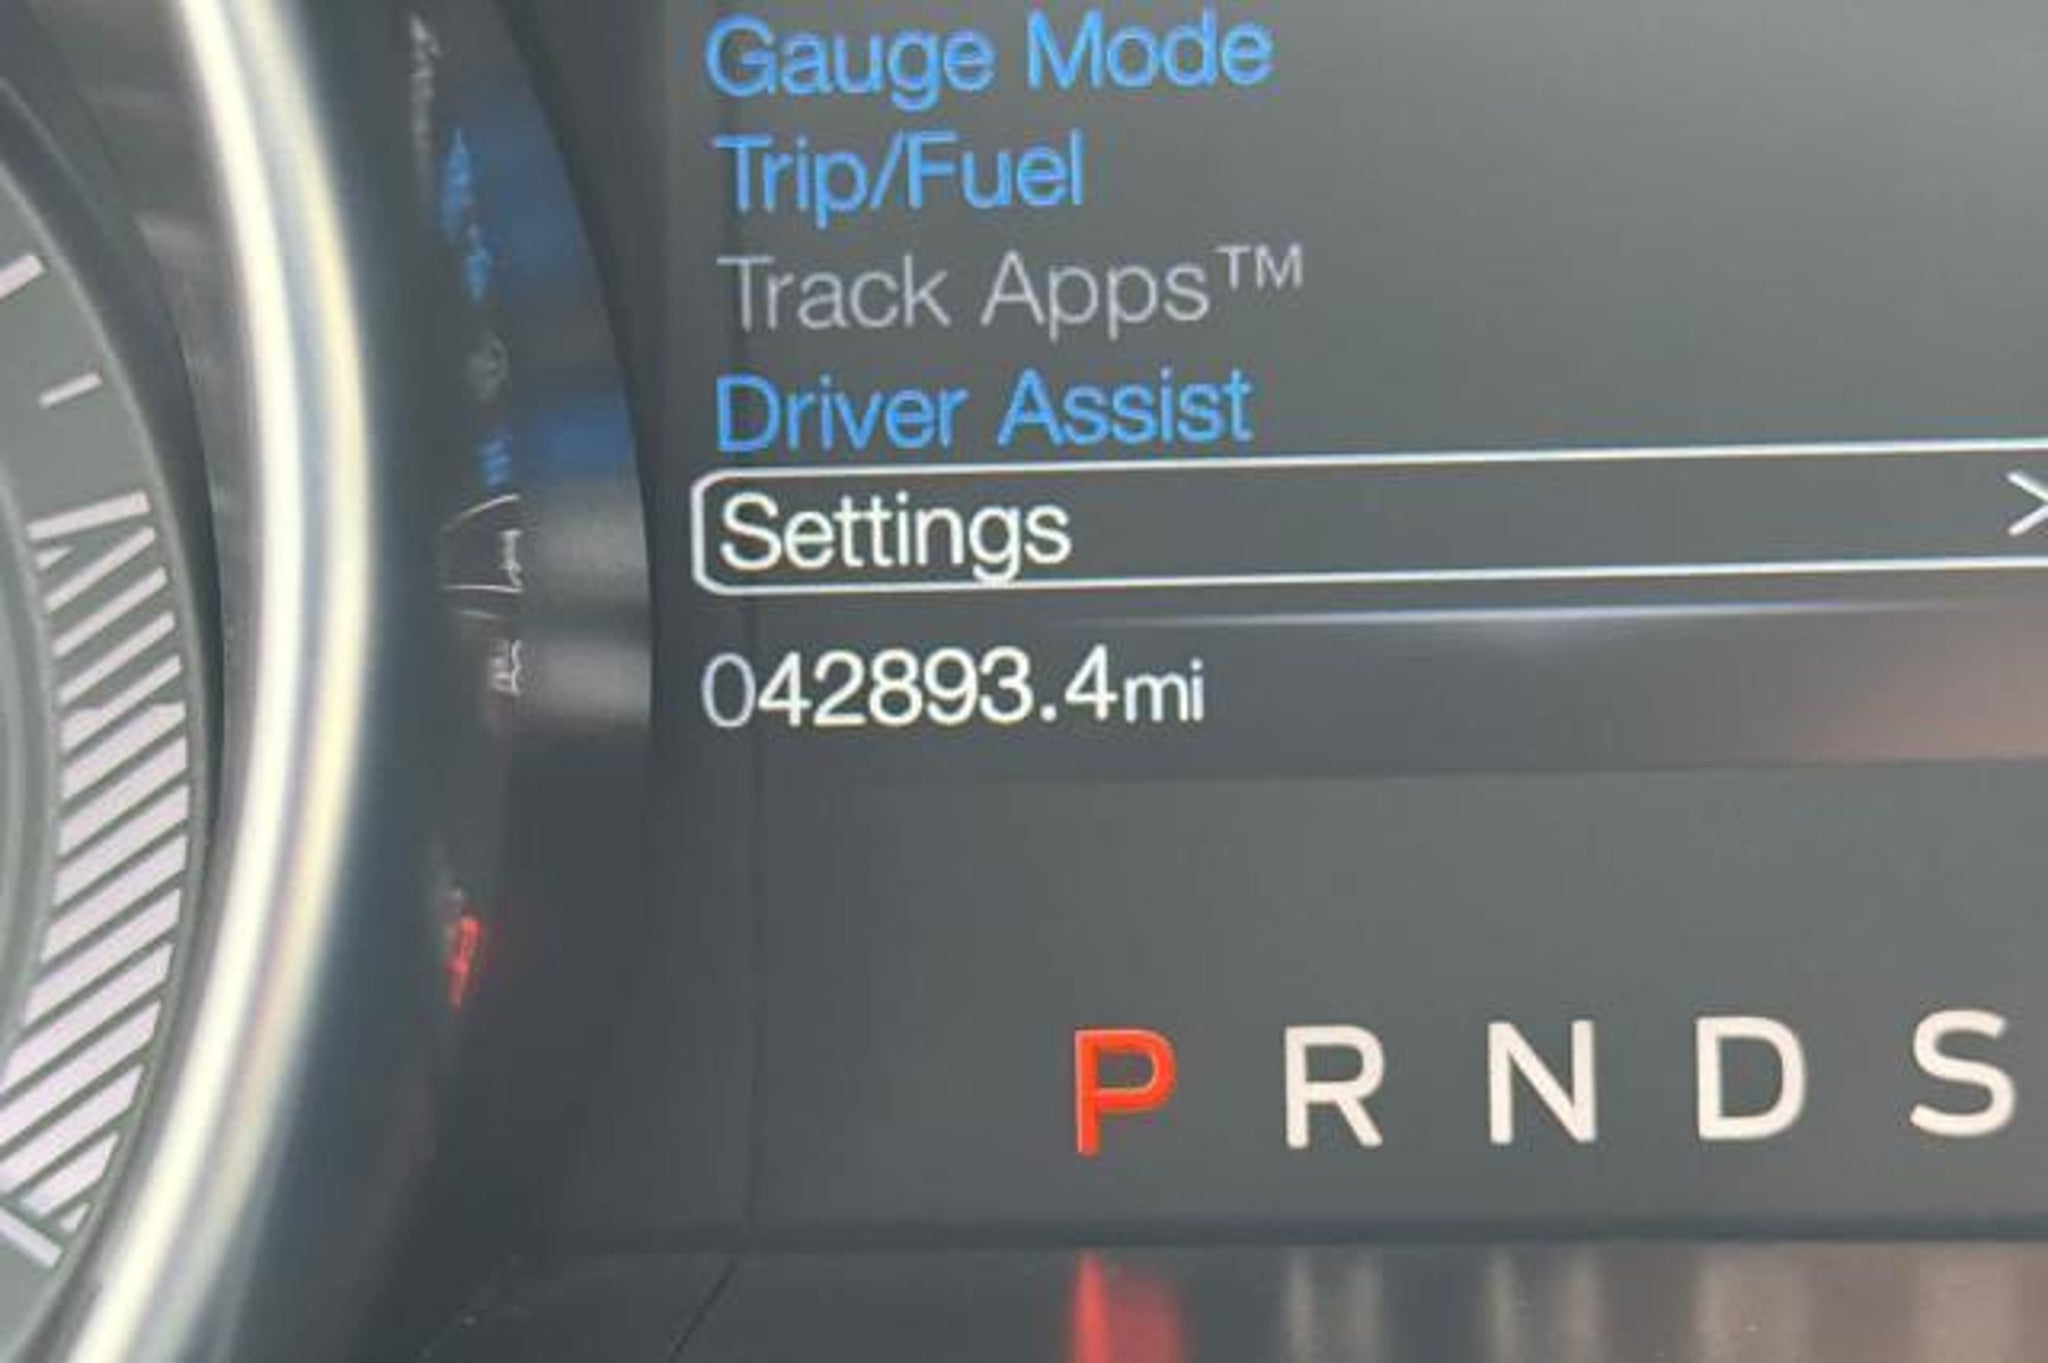 Gauge Mode
Trip/Fuel
Track Apps™
Driver Assist
Settings >
042893.4mi
P R N D S